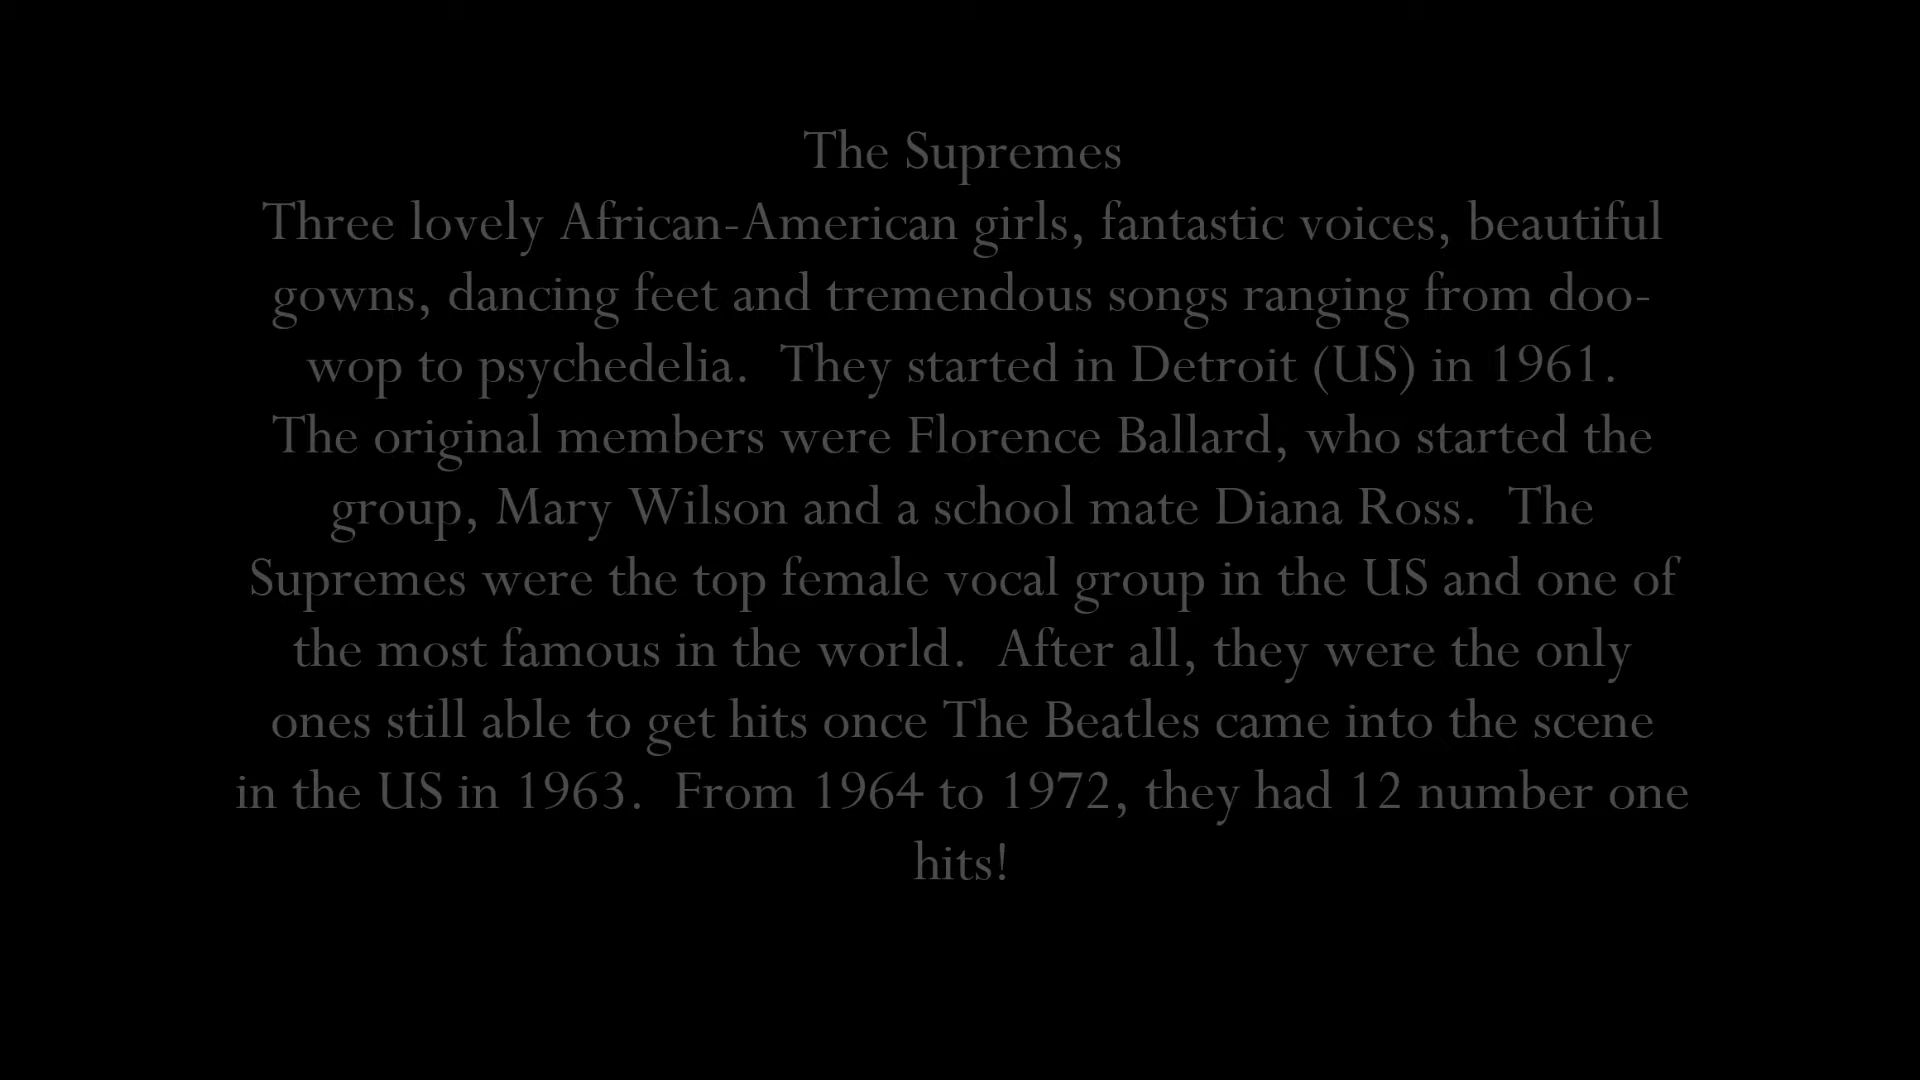 The Supremes
Three lovely African-American girls, fantastic voices, beautiful
gowns, dancing feet and tremendous songs ranging from doo-
wop to psychedelia.  They started in Detroit (US) in 1961.
The original members were Florence Ballard, who started the
group, Mary Wilson and a school mate Diana Ross.  The
Supremes were the top female vocal group in the US and one of
the most famous in the world.  After all, they were the only
ones still able to get hits once The Beatles came into the scene
in the US in 1963.  From 1964 to 1972, they had 12 number one
hits!